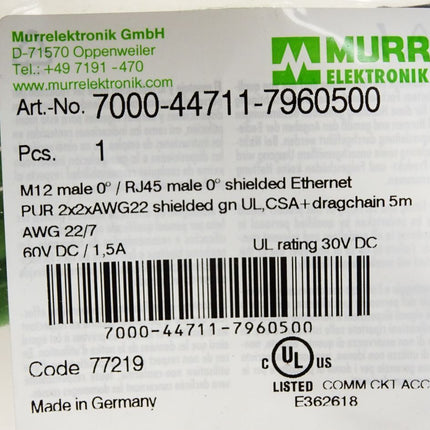 Murrelektronik GmbH
D-71570 Oppenweiler
Tel.: +49 7191 -470
www.murrelektronik.com
MURR
ELEKTRONIK
Art.-No. 7000-44711-7960500
Pcs. 1
M12 male 0° / RJ45 male 0° shielded Ethernet
PUR 2x2xAWG22 shielded gn UL,CSA+dragchain 5m
AWG 22/7
60V DC / 1,5A UL rating 30V DC
7000-44711-7960500
Code 77219
C UL US
LISTED COMM CKT ACC
E362618
Made in Germany